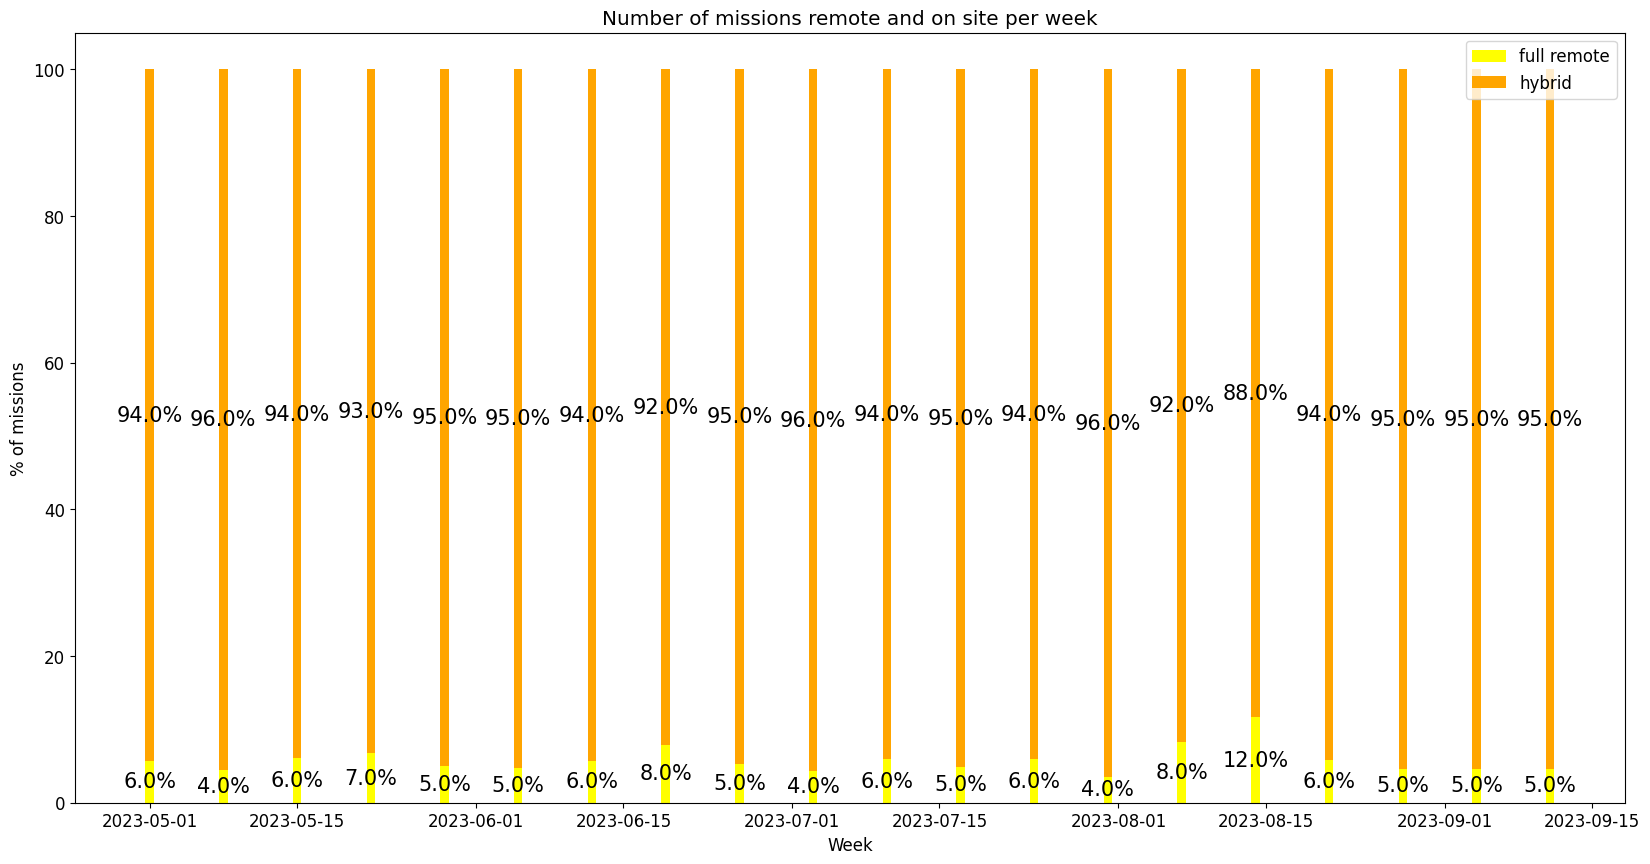 Number of missions remote and on site per week
full remote
hybrid
% of missions
100
80
60
40
20
0
94.0% 96.0% 94.0% 93.0% 95.0% 95.0% 94.0% 92.0% 95.0% 96.0% 94.0% 95.0% 94.0% 96.0% 92.0% 88.0% 94.0% 95.0% 95.0% 95.0%
6.0% 4.0% 6.0% 7.0% 5.0% 5.0% 6.0% 8.0% 5.0% 4.0% 6.0% 5.0% 6.0% 4.0% 8.0% 12.0% 6.0% 5.0% 5.0% 5.0%
2023-05-01 2023-05-15 2023-06-01 2023-06-15 2023-07-01 2023-07-15 2023-08-01 2023-08-15 2023-09-01 2023-09-15
Week